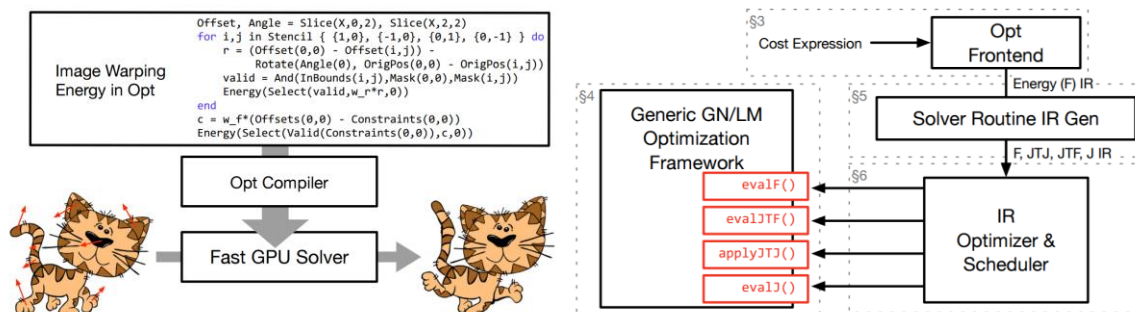 Image Warping
Energy in Opt
Offset, Angle = Slice(X,0,2), Slice(X,2,2)
for i,j in Stencil { {1,0}, {-1,0}, {0,1}, {0,-1} } do
r = (Offset(0,0) - Offset(i,j)) -
Rotate(Angle(0), OrigPos(0,0) - OrigPos(i,j))
valid = And(InBounds(i,j),Mask(0,0),Mask(i,j))
Energy(Select(valid,w_r*r,0))
end
c = w_f*(Offsets(0,0) - Constraints(0,0))
Energy(Select(Valid(Constraints(0,0)),c,0))
Opt Compiler
Fast GPU Solver
§3
Cost Expression
Opt
Frontend
Energy (F) IR
§5
Solver Routine IR Gen
F, JTJ, JTF, J IR
§4
Generic GN/LM
Optimization
Framework
evalF()
evalJTF()
applyJTJ()
evalJ()
§6
IR
Optimizer &
Scheduler